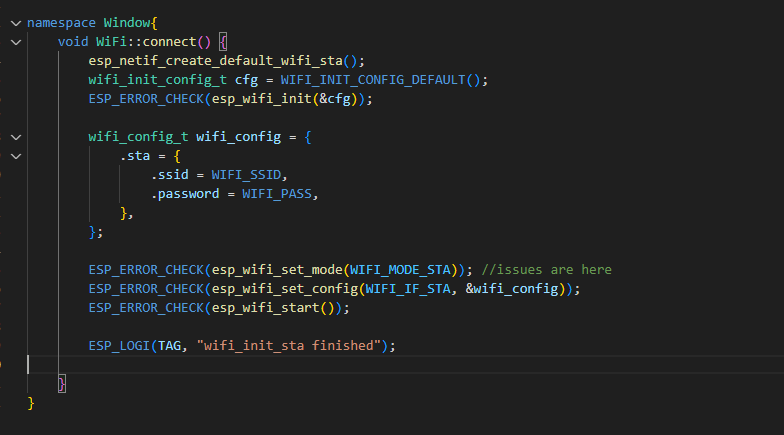 namespace Window{
void WiFi::connect() {
esp_netif_create_default_wifi_sta();
wifi_init_config_t cfg = WIFI_INIT_CONFIG_DEFAULT();
ESP_ERROR_CHECK(esp_wifi_init(&cfg));
wifi_config_t wifi_config = {
.sta = {
.ssid = WIFI_SSID,
.password = WIFI_PASS,
},
};
ESP_ERROR_CHECK(esp_wifi_set_mode(WIFI_MODE_STA)); //issues are here
ESP_ERROR_CHECK(esp_wifi_set_config(WIFI_IF_STA, &wifi_config));
ESP_ERROR_CHECK(esp_wifi_start());
ESP_LOGI(TAG, "wifi_init_sta finished");
}
}